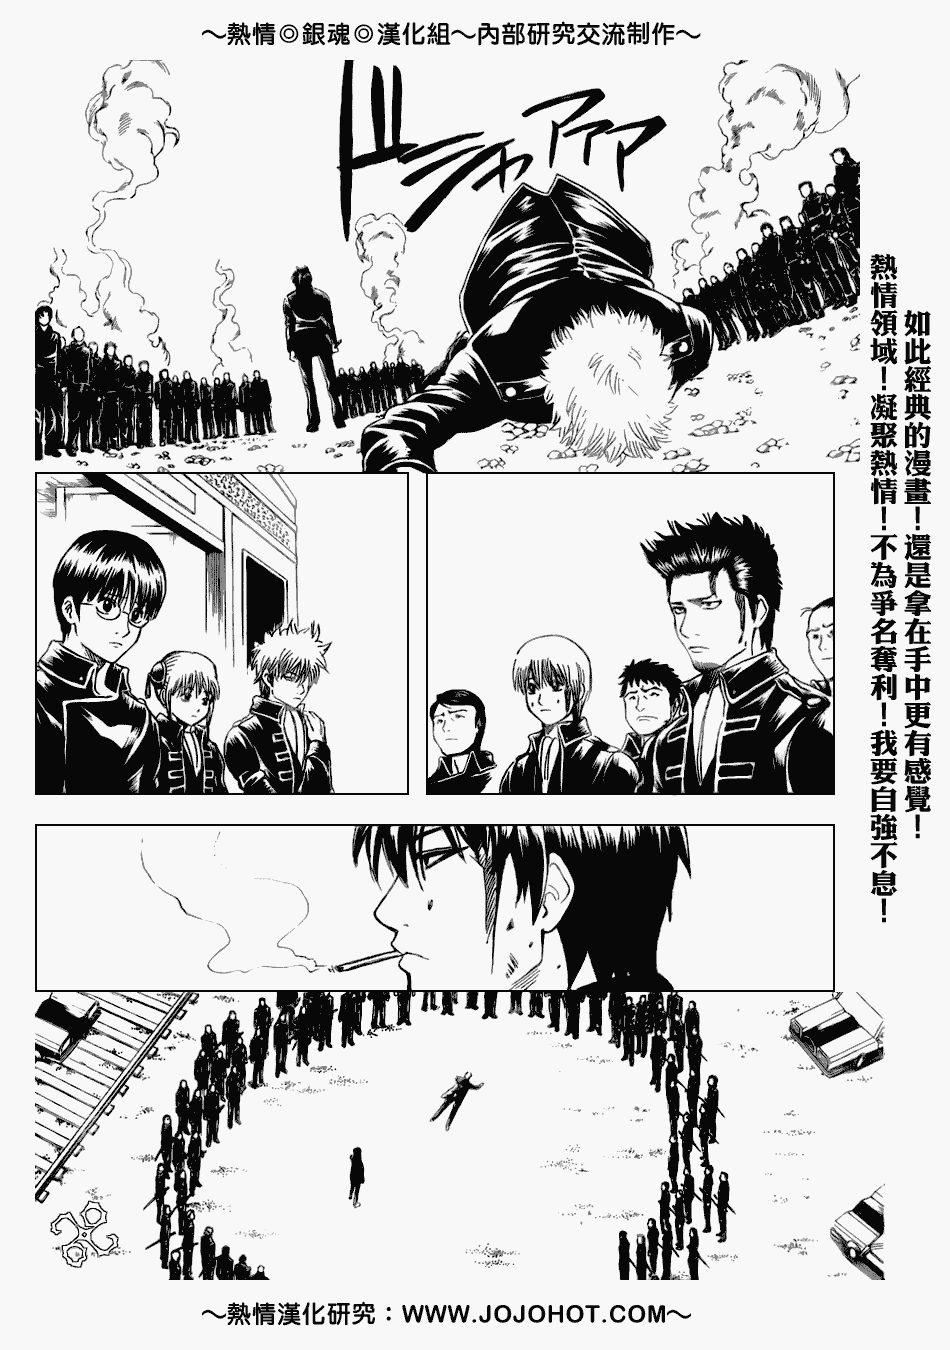 ～熱情◎銀魂◎漢化組～內部研究交流制作～
ドシャアアア
如此經典的漫畫！還是拿在手中更有感覺！
熱情領域！凝聚熱情！不為爭名奪利！我要自強不息！
～熱情漢化研究：WWW.JOJOHOT.COM～